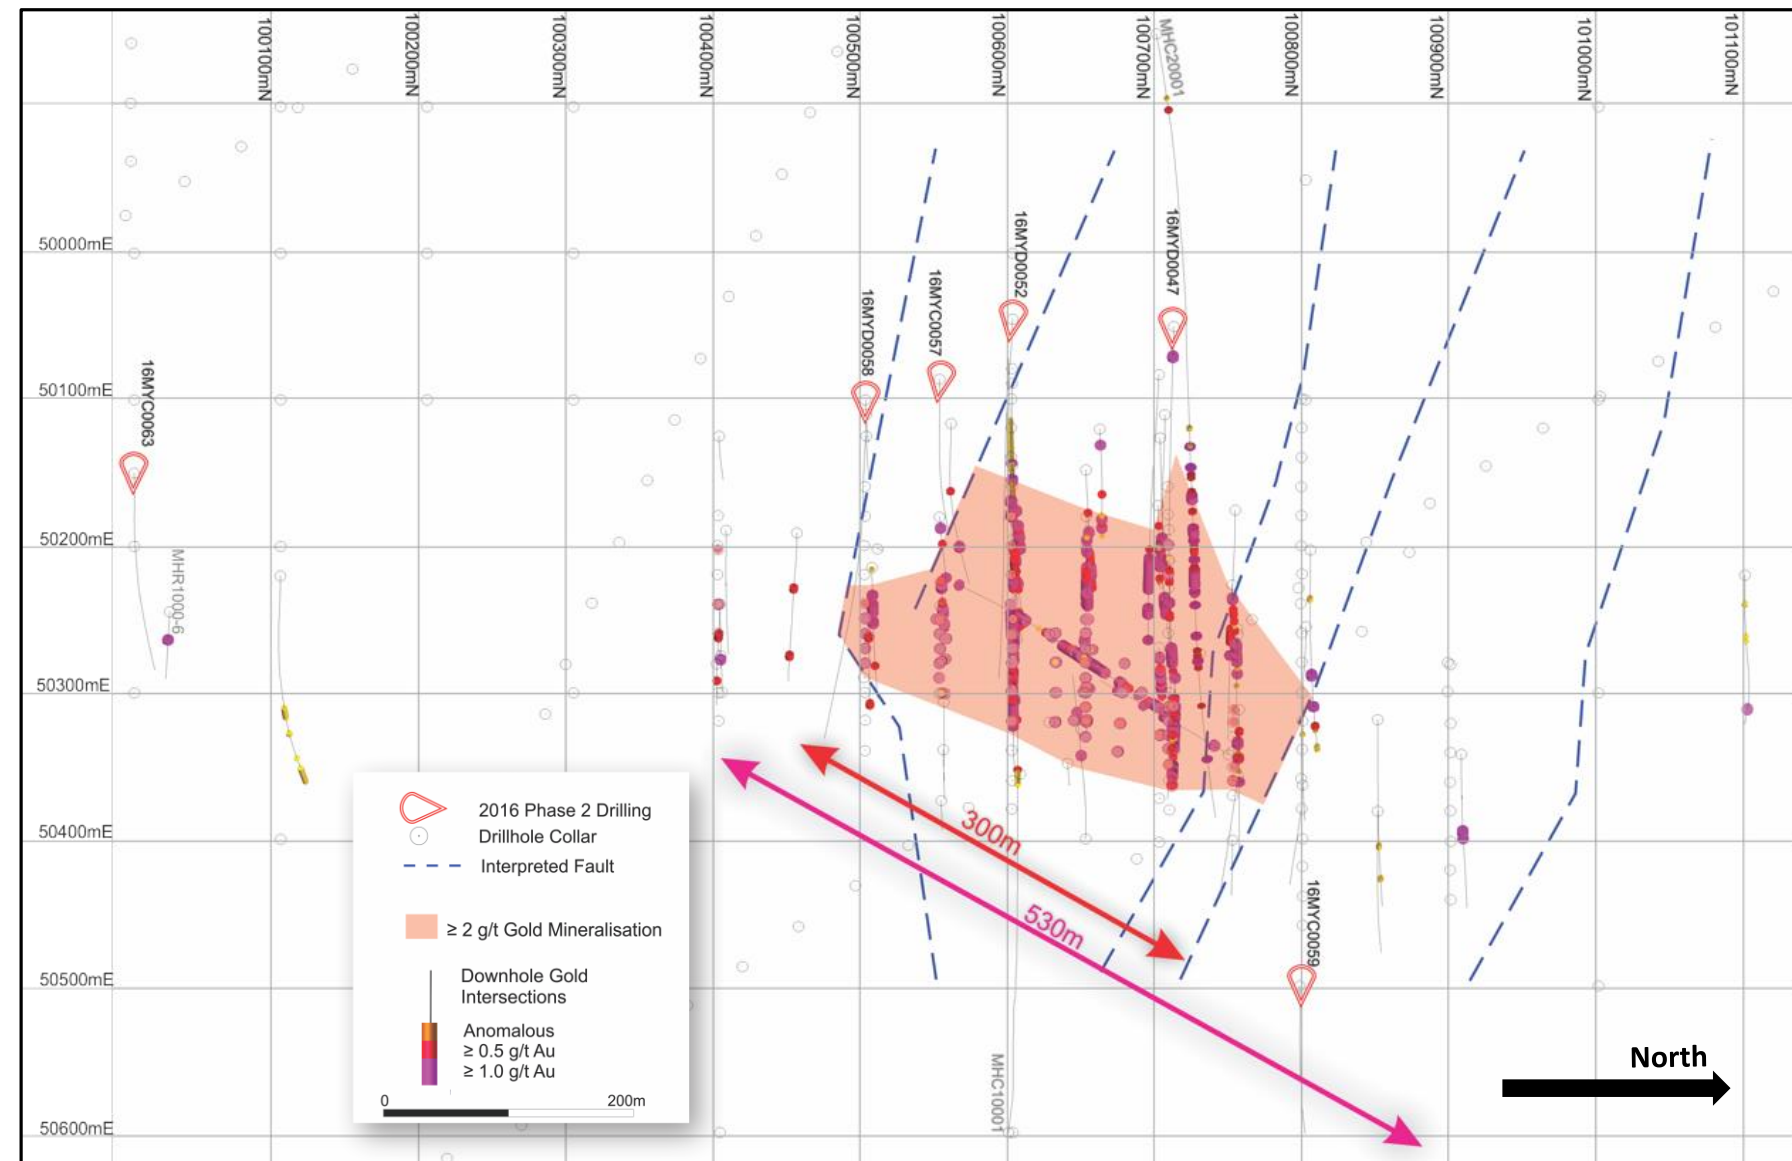 100100mN
100200mN
100300mN
100400mN
100500mN
100600mN
100700mN
MHC20001
100800mN
100900mN
101000mN
101100mN
50000mE
50100mE
50200mE
50300mE
50400mE
50500mE
50600mE
16MYC0063
MHR1000-6
16MYD0058
16MYC0057
16MYD0052
16MYD0047
16MYC0059
MHC10001
300m
530m
2016 Phase 2 Drilling
Drillhole Collar
Interpreted Fault
≥ 2 g/t Gold Mineralisation
Downhole Gold
Intersections
Anomalous
≥ 0.5 g/t Au
≥ 1.0 g/t Au
0 200m
North